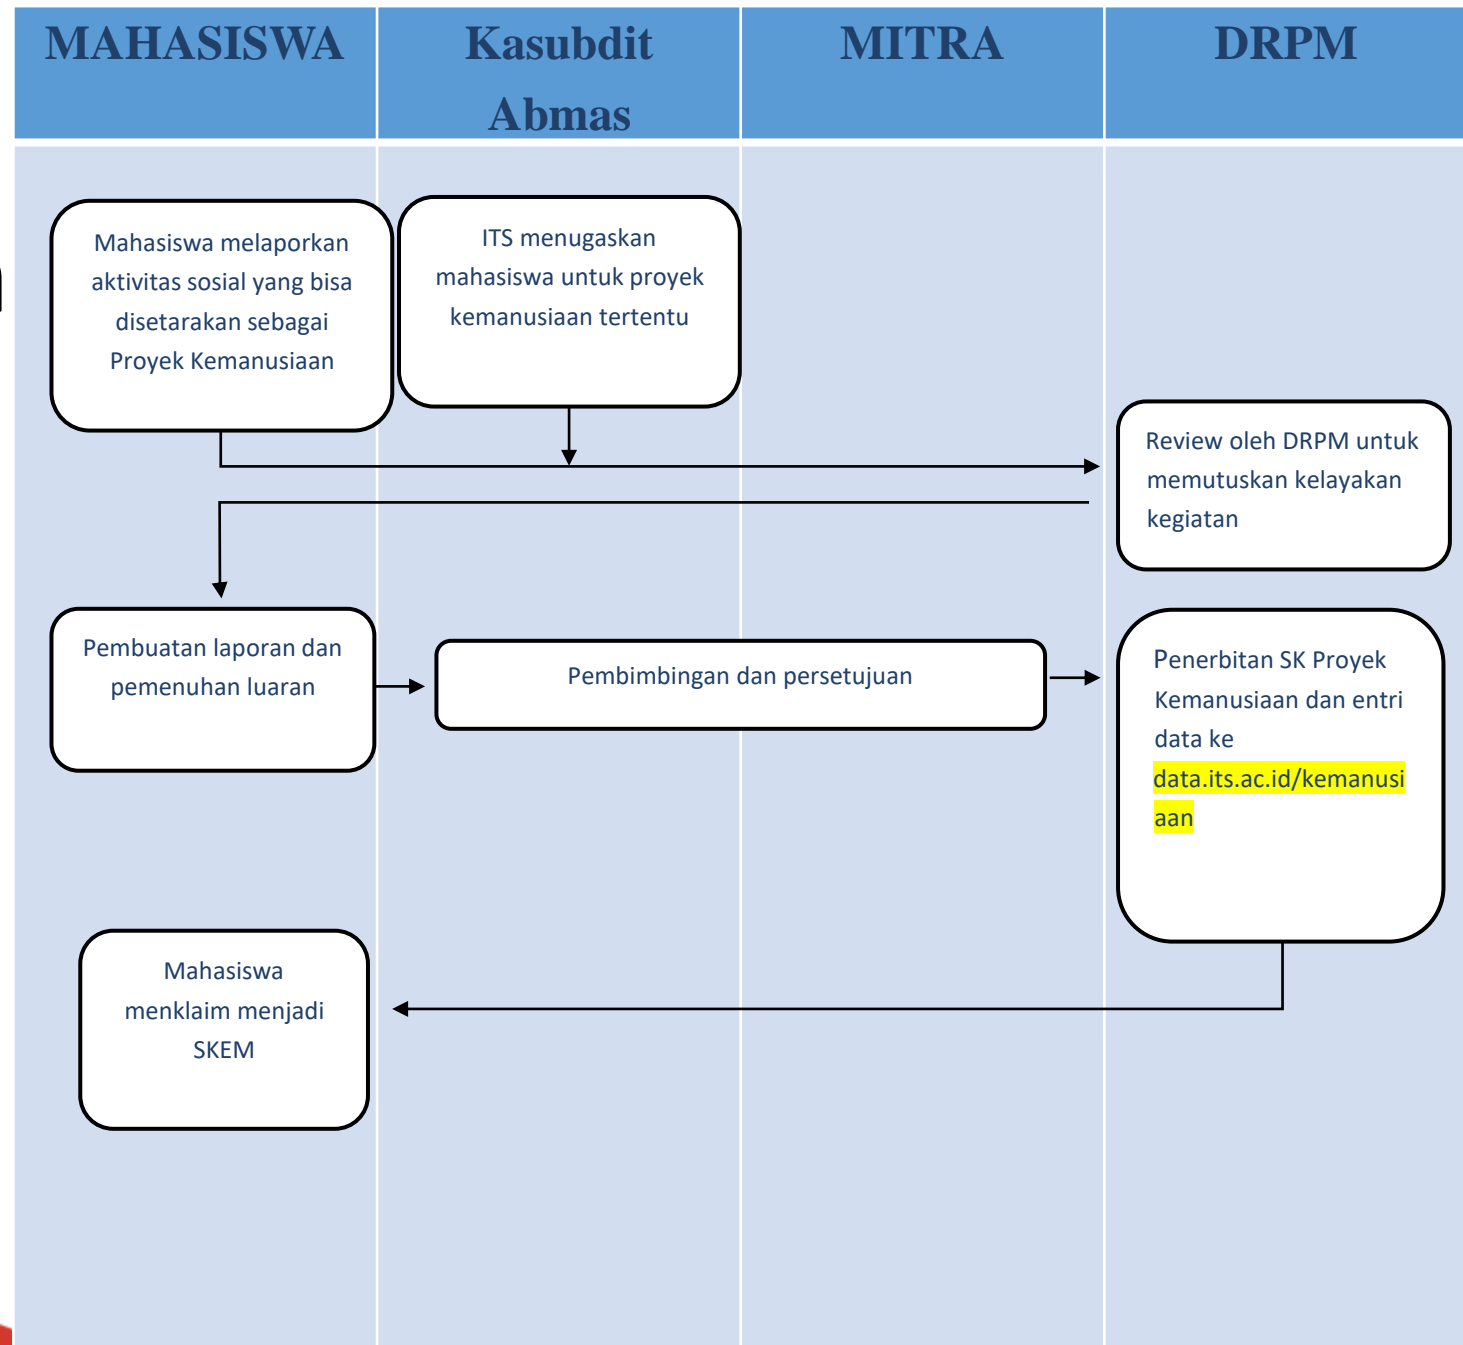 MAHASISWA
Kasubdit
Abmas
MITRA
DRPM
Mahasiswa melaporkan
aktivitas sosial yang bisa
disetarakan sebagai
Proyek Kemanusiaan
ITS menugaskan
mahasiswa untuk proyek
kemanusiaan tertentu
Review oleh DRPM untuk
memutuskan kelayakan
kegiatan
Pembuatan laporan dan
pemenuhan luaran
Pembimbingan dan persetujuan
Penerbitan SK Proyek
Kemanusiaan dan entri
data ke
data.its.ac.id/kemanusi
aan
Mahasiswa
menklaim menjadi
SKEM